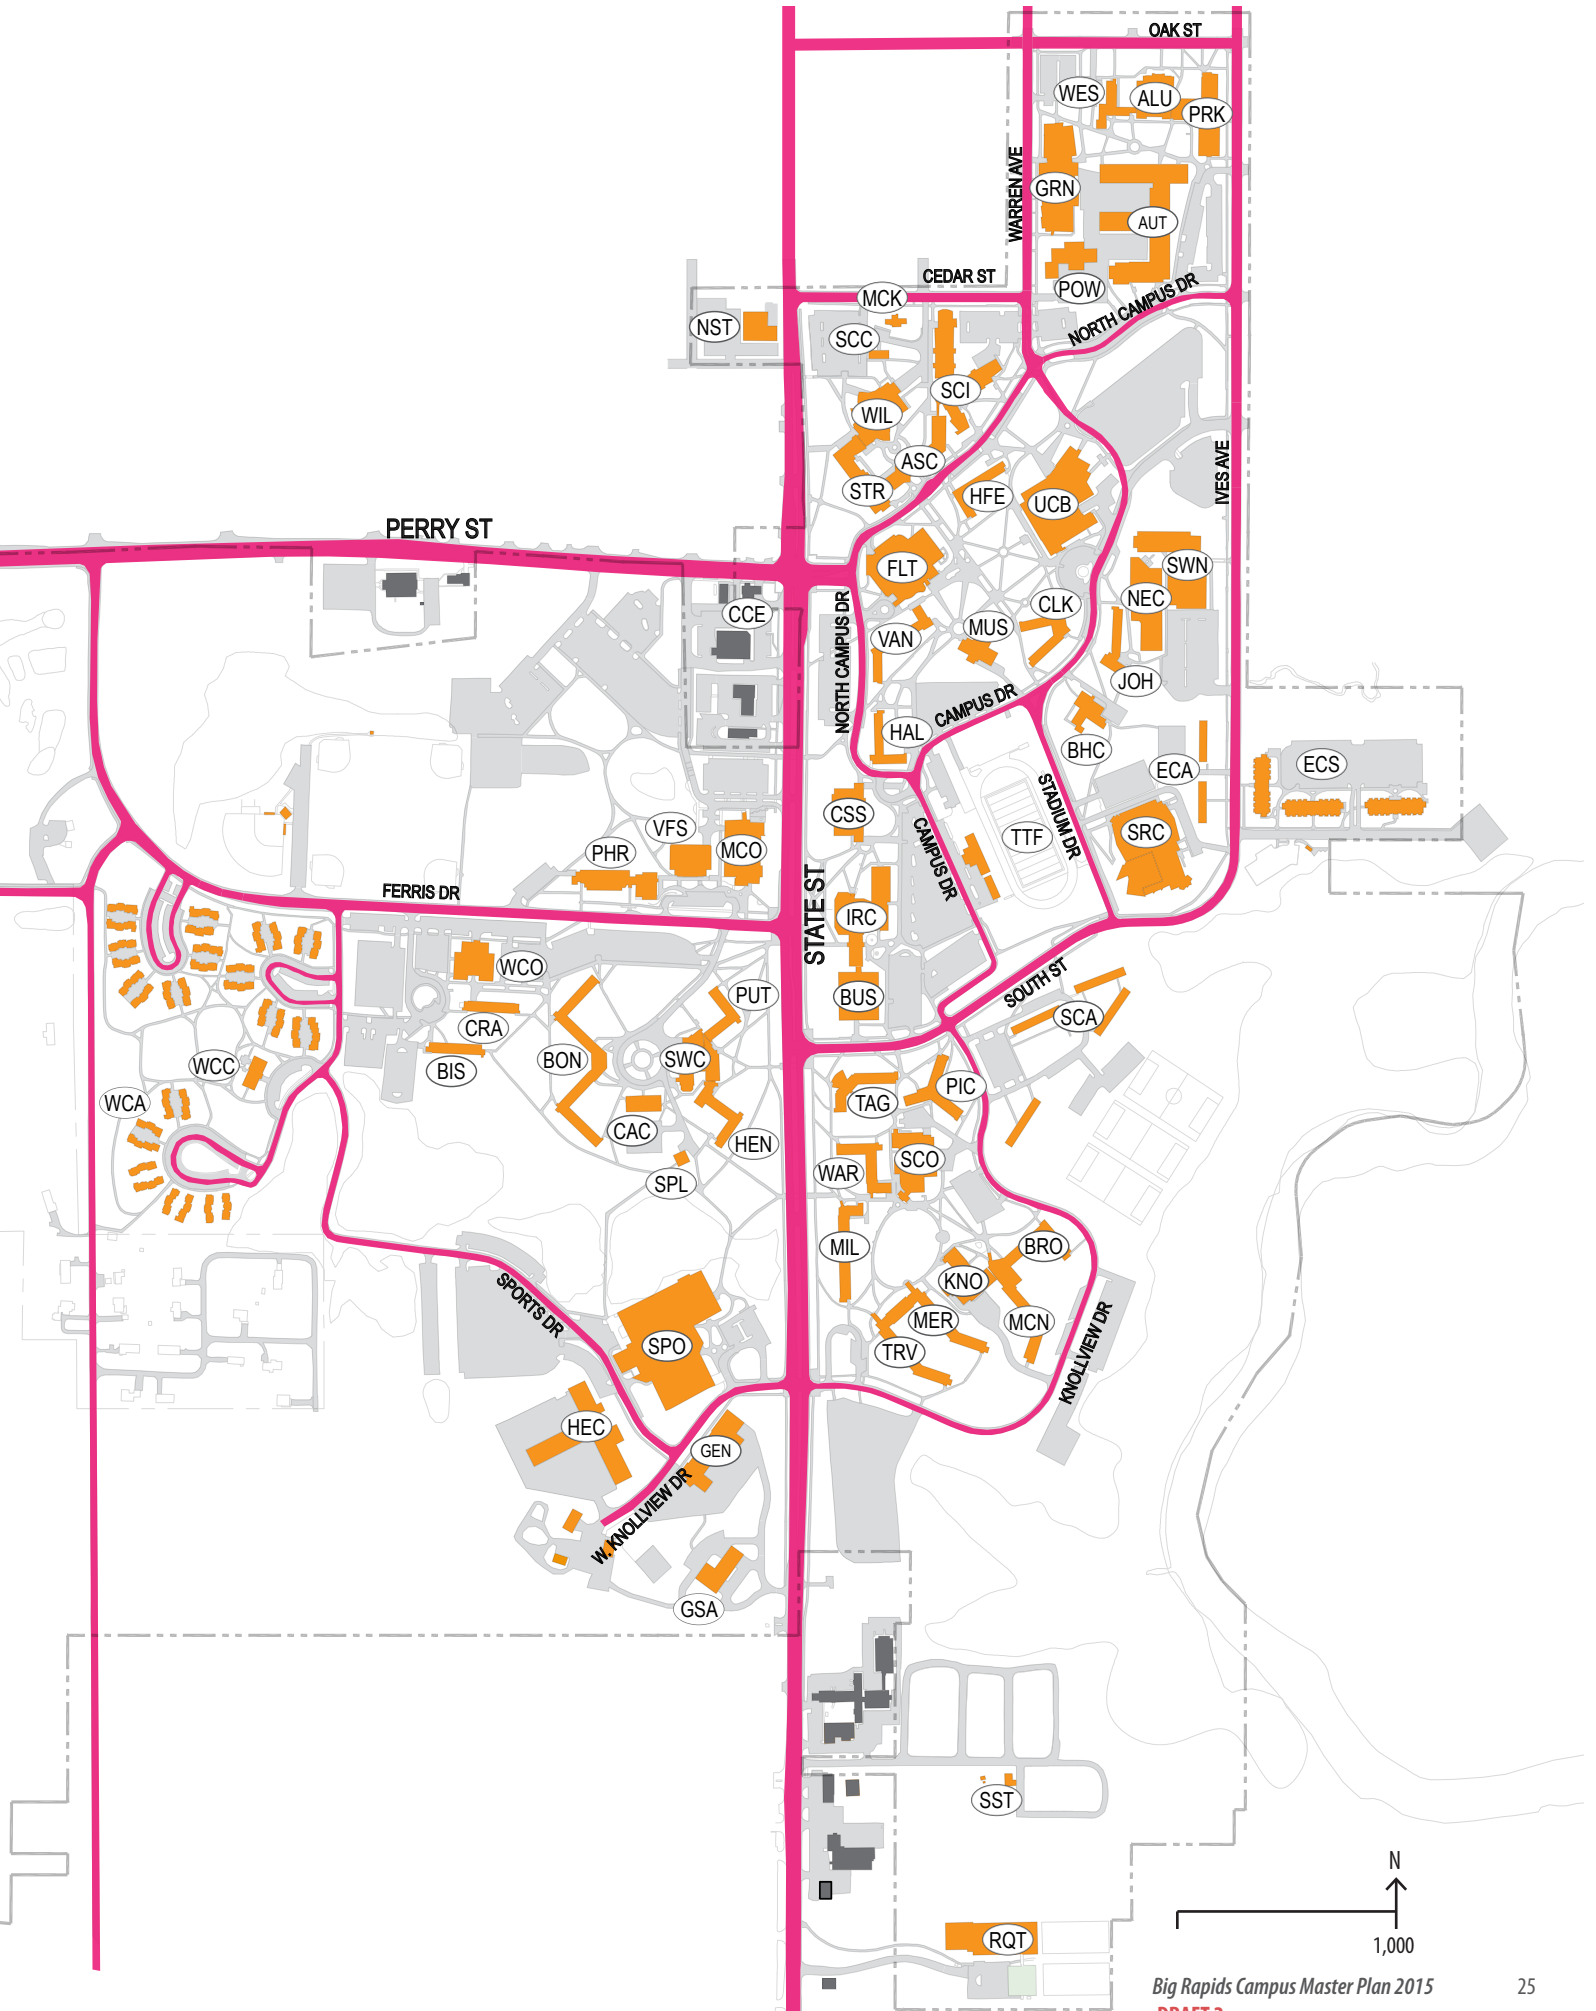 OAK ST
WES
ALU
PRK
WARREN AVE
GRN
AUT
CEDAR ST
POW
NORTH CAMPUS DR
MCK
NST
SCC
SCI
WIL
ASC
STR
HFE
UCB
IVES AVE
PERRY ST
FLT
SWN
NEC
CLK
CCE
NORTH CAMPUS DR
VAN
MUS
JOH
CAMPUS DR
HAL
BHC
ECA
ECS
CSS
STADIUM DR
VFS
MCO
PHR
CAMPUS DR
TTF
SRC
FERRIS DR
STATE ST
IRC
WCO
PUT
BUS
SOUTH ST
CRA
SCA
BON
SWC
WCC
BIS
WCA
TAG
PIC
CAC
HEN
SCO
WAR
SPL
MIL
BRO
KNO
SPORTS DR
MER
MCN
SPO
TRV
KNOLLVIEW DR
HEC
GEN
W. KNOLLVIEW DR
GSA
SST
N
RQT
1,000
Big Rapids Campus Master Plan 2015
25